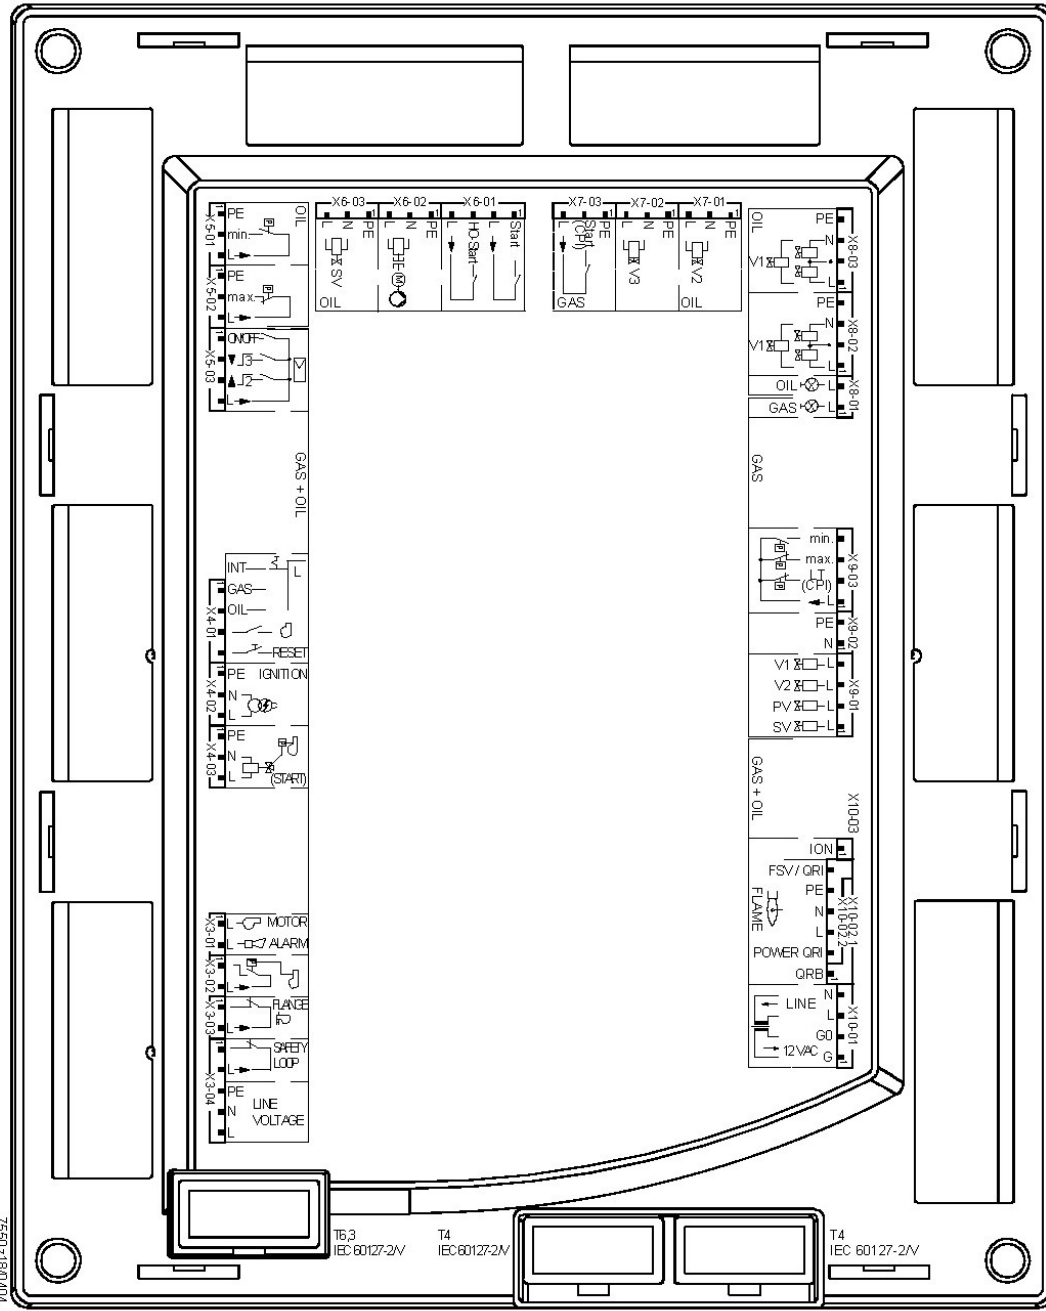 X6-03
X6-02
X6-01
X7-03
X7-02
X7-01
L
N
PE
SV
OIL
L
N
PE
M
L
HO-Start
L
Start
L
Start
(CPI)
PE
GAS
L
N
PE
V3
L
N
PE
V2
OIL
X5-01
PE
min.
L
OIL
X5-02
PE
max.
L
X5-03
ON/OFF
3
2
L
GAS + OIL
INT
L
GAS
OIL
X4-01
RESET
X4-02
PE
IGNITION
N
L
X4-03
PE
N
L
(START)
X3-01
L
MOTOR
L
ALARM
X3-02
P
L
X3-03
FLANGE
L
SAFETY
LOOP
L
X3-04
PE
N
L
LINE
VOLTAGE
OIL
PE
N
V1
L
X8-03
PE
N
V1
L
X8-02
OIL
L
GAS
L
X8-01
GAS
min.
max.
LT
(CPI)
L
X9-03
PE
N
X9-02
V1
L
V2
L
PV
L
SV
L
X9-01
GAS + OIL
X10-03
ION
FSV / QRI
PE
N
L
POWER QRI
QRB
FLAME
X10-02.1
X10-02.2
LINE
N
L
G0
12VAC
G
X10-01
T6,3
IEC 60127-2/V
T4
IEC 60127-2/V
T4
IEC 60127-2/V
7550z18/0404